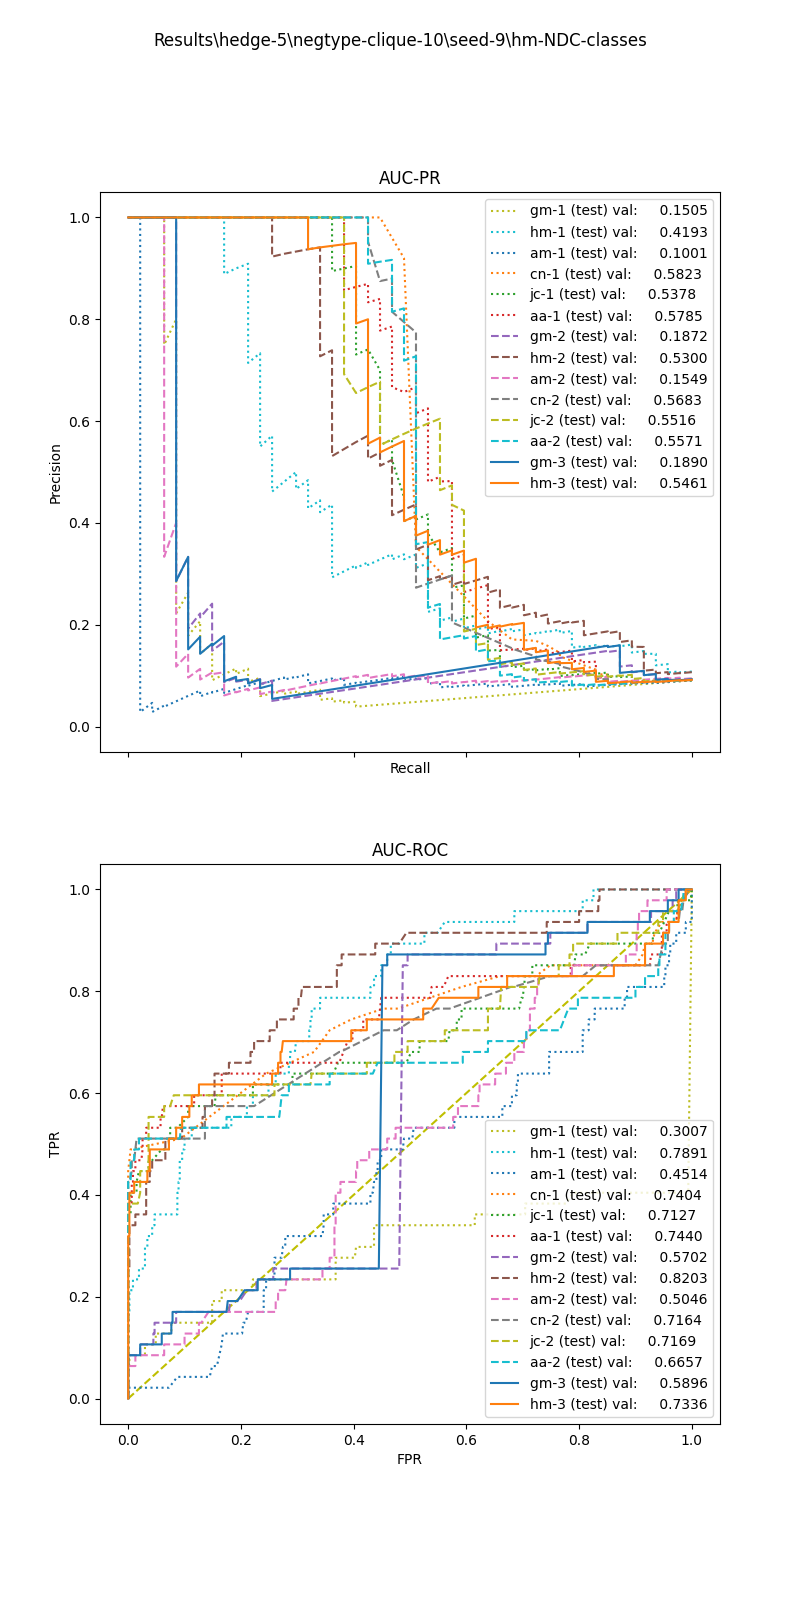 Results\hedge-5\negtype-clique-10\seed-9\hm-NDC-classes
AUC-PR
1.0
0.8
0.6
0.4
0.2
0.0
Precision
Recall
gm-1 (test) val: 0.1505
hm-1 (test) val: 0.4193
am-1 (test) val: 0.1001
cn-1 (test) val: 0.5823
jc-1 (test) val: 0.5378
aa-1 (test) val: 0.5785
gm-2 (test) val: 0.1872
hm-2 (test) val: 0.5300
am-2 (test) val: 0.1549
cn-2 (test) val: 0.5683
jc-2 (test) val: 0.5516
aa-2 (test) val: 0.5571
gm-3 (test) val: 0.1890
hm-3 (test) val: 0.5461
AUC-ROC
1.0
0.8
0.6
0.4
0.2
0.0
TPR
gm-1 (test) val: 0.3007
hm-1 (test) val: 0.7891
am-1 (test) val: 0.4514
cn-1 (test) val: 0.7404
jc-1 (test) val: 0.7127
aa-1 (test) val: 0.7440
gm-2 (test) val: 0.5702
hm-2 (test) val: 0.8203
am-2 (test) val: 0.5046
cn-2 (test) val: 0.7164
jc-2 (test) val: 0.7169
aa-2 (test) val: 0.6657
gm-3 (test) val: 0.5896
hm-3 (test) val: 0.7336
0.0 0.2 0.4 0.6 0.8 1.0
FPR